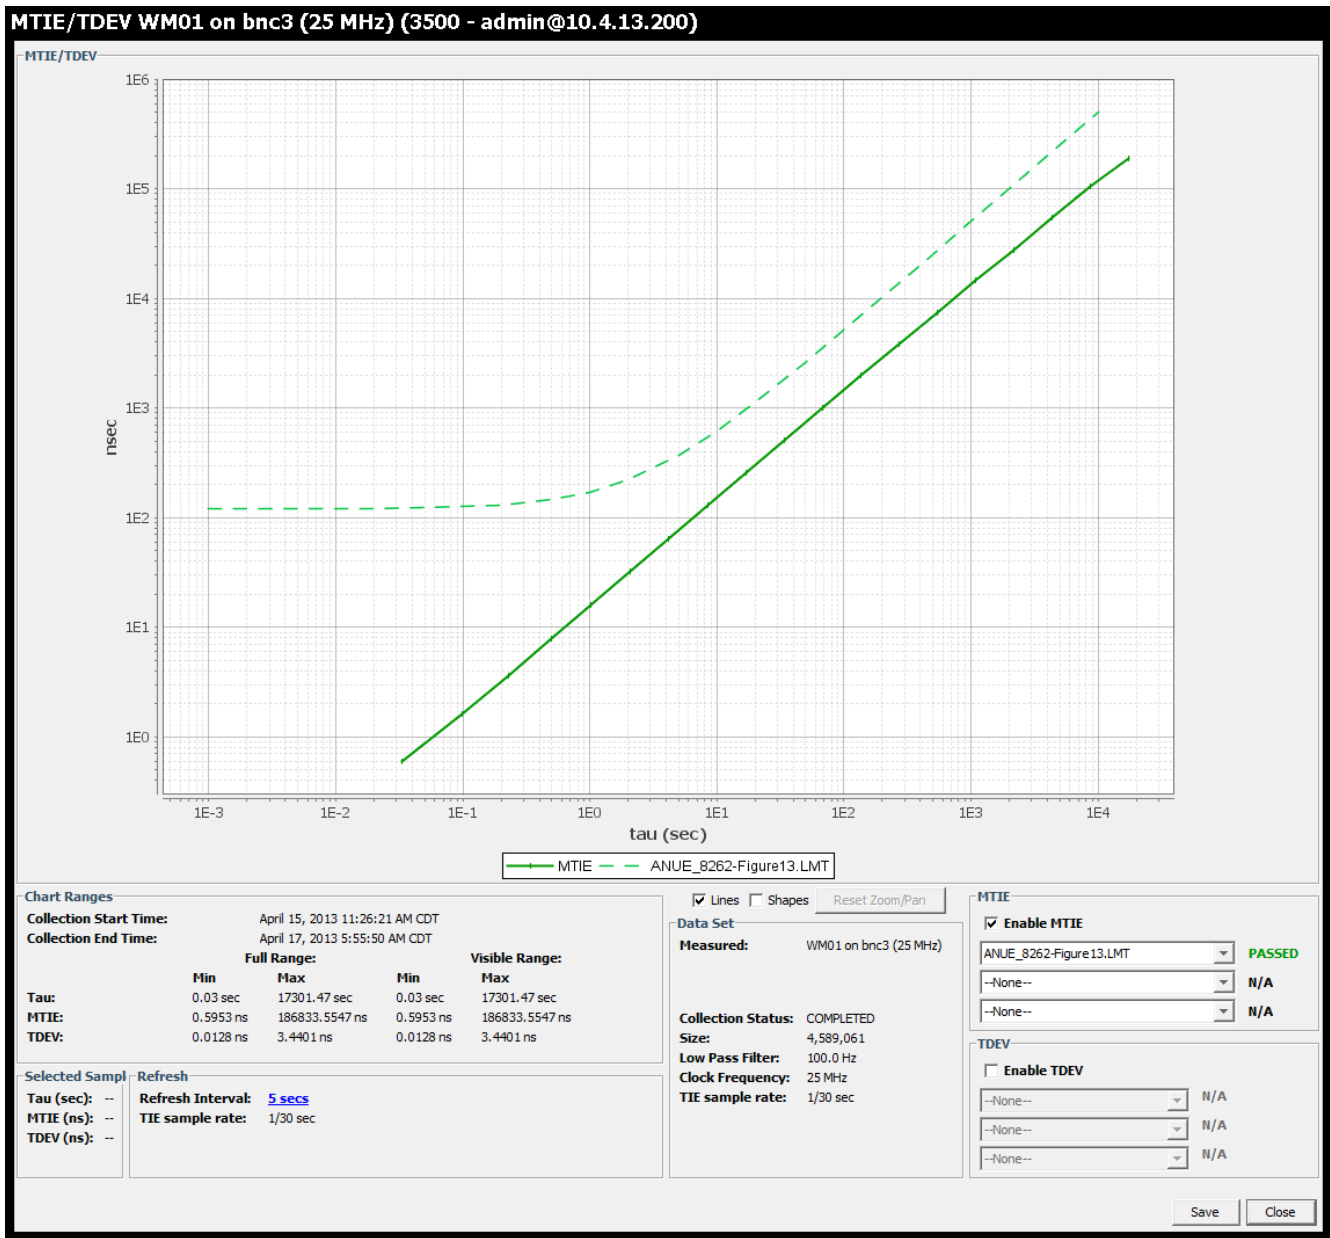 MTIE/TDEV WM01 on bnc3 (25 MHz) (3500 - admin@10.4.13.200)
MTIE/TDEV
1E6
1E5
1E4
1E3
1E2
1E1
1E0
nsec
1E-3 1E-2 1E-1 1E0 1E1 1E2 1E3 1E4
tau (sec)
MTIE ANUE_8262-Figure13.LMT
Chart Ranges
Collection Start Time: April 15, 2013 11:26:21 AM CDT
Collection End Time: April 17, 2013 5:55:50 AM CDT
Full Range: Visible Range:
Min Max Min Max
Tau: 0.03 sec 17301.47 sec 0.03 sec 17301.47 sec
MTIE: 0.5953 ns 186833.5547 ns 0.5953 ns 186833.5547 ns
TDEV: 0.0128 ns 3.4401 ns 0.0128 ns 3.4401 ns
Selected Sampl
Tau (sec): --
MTIE (ns): --
TDEV (ns): --
Refresh
Refresh Interval: 5 secs
TIE sample rate: 1/30 sec
Lines Shapes Reset Zoom/Pan
Data Set
Measured: WM01 on bnc3 (25 MHz)
Collection Status: COMPLETED
Size: 4,589,061
Low Pass Filter: 100.0 Hz
Clock Frequency: 25 MHz
TIE sample rate: 1/30 sec
MTIE
Enable MTIE
ANUE_8262-Figure13.LMT PASSED
--None-- N/A
--None-- N/A
TDEV
Enable TDEV
--None-- N/A
--None-- N/A
--None-- N/A
Save Close